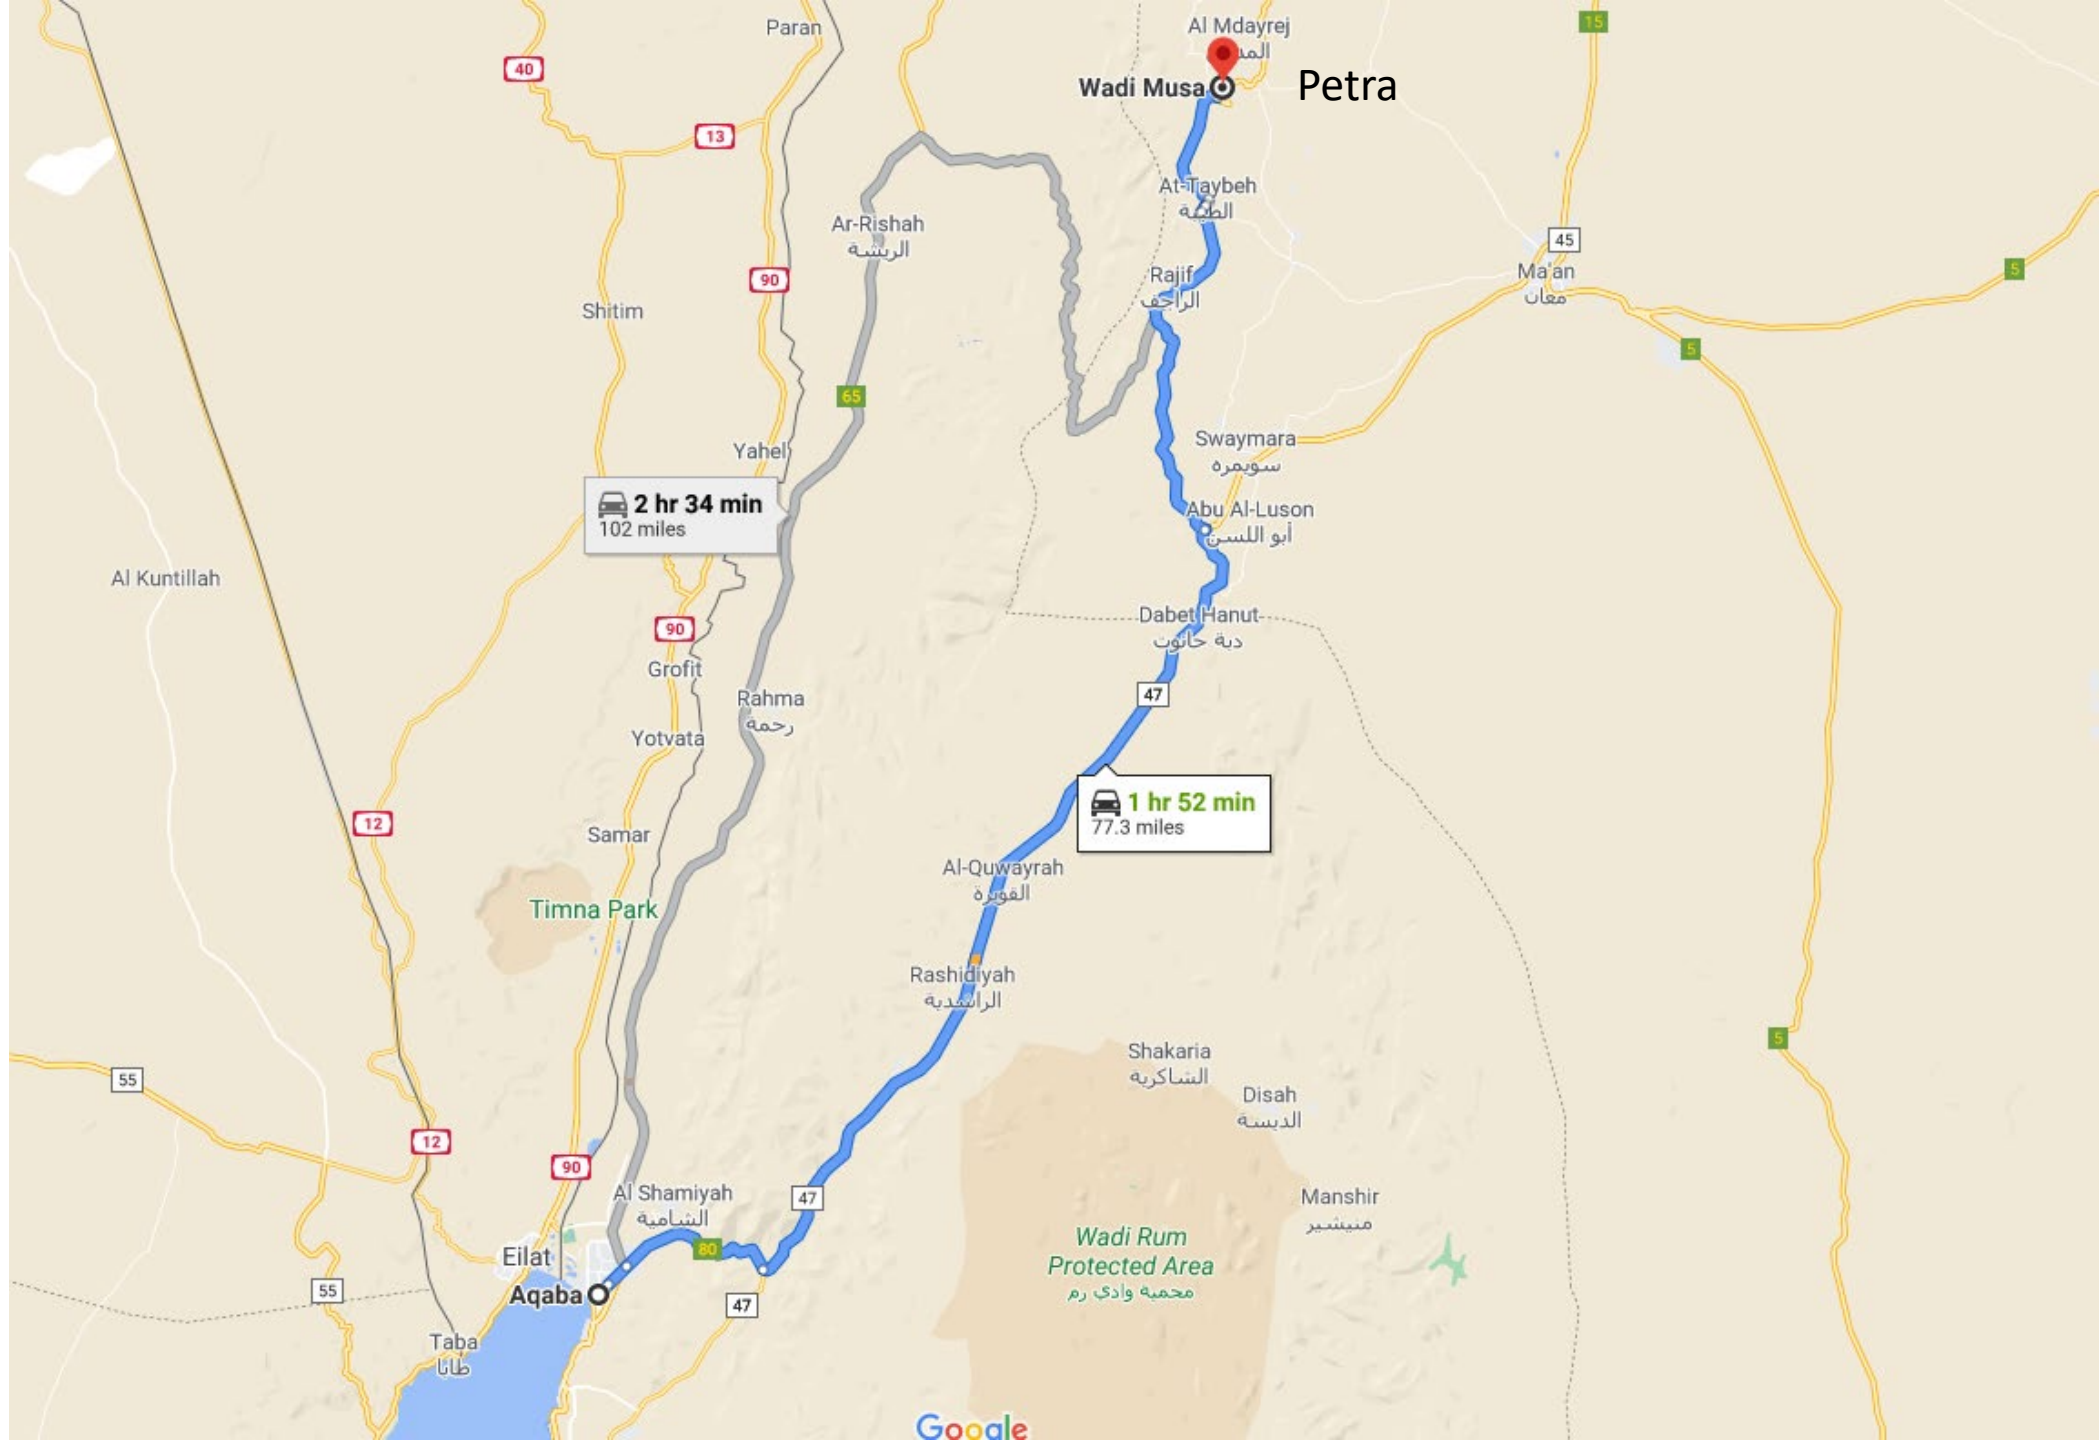 Paran
Al Mdayrej
40
15
Wadi Musa
Petra
13
At-Taybeh
الطيبة
Ar-Rishah
الريشة
45
Ma'an
معان
5
90
Rajif
الراجف
Shitim
5
65
Swaymara
سويمره
Yahel
2 hr 34 min
102 miles
Abu Al-Luson
أبو اللسن
Al Kuntillah
90
Dabet Hanut
دبة حانوت
Grofit
47
Rahma
رحمة
Yotvata
1 hr 52 min
77.3 miles
12
Samar
Al-Quwayrah
القويرة
Timna Park
Rashidiyah
الراشدية
5
Shakaria
الشاكرية
55
Disah
الديسة
12
90
Al Shamiyah
الشامية
47
Manshir
منيشير
Eilat
80
Wadi Rum
Protected Area
محمية وادي رم
55
Aqaba
47
Taba
طابا
Google